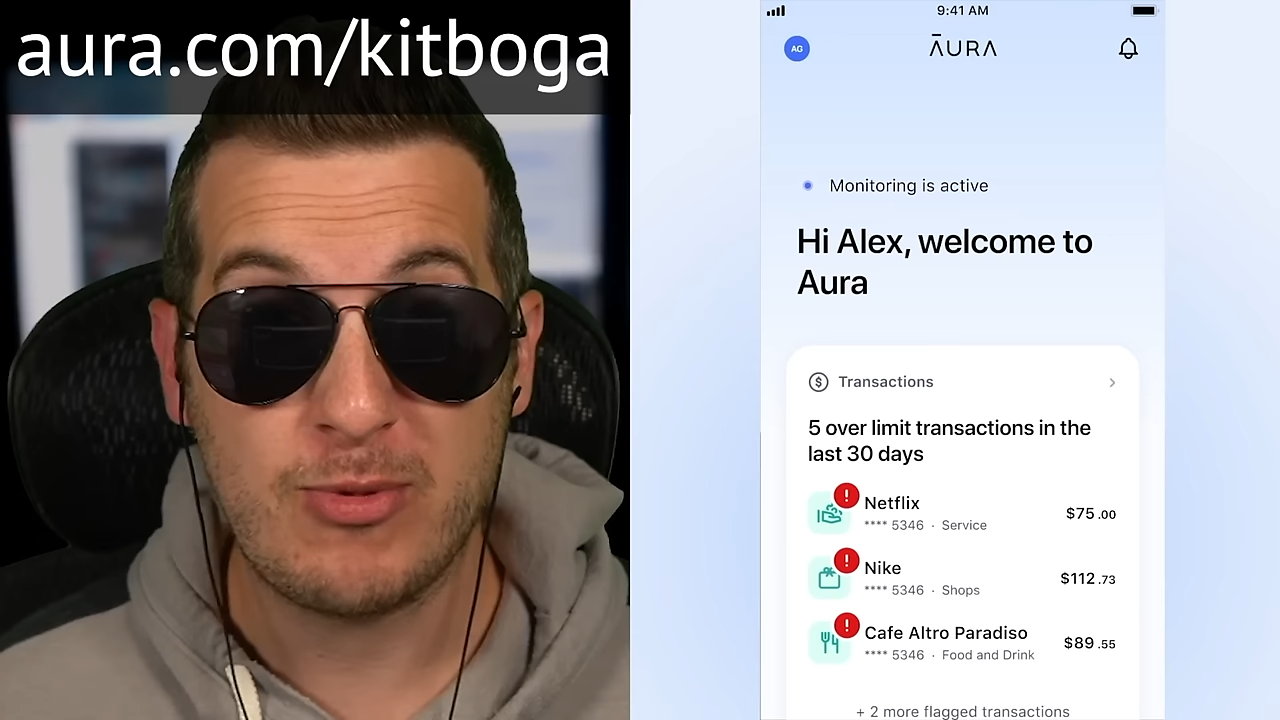 aura.com/kitboga
9:41 AM
AG
ĀURA
Monitoring is active
Hi Alex, welcome to
Aura
Transactions
5 over limit transactions in the
last 30 days
Netflix
**** 5346 · Service
$75.00
Nike
**** 5346 · Shops
$112.73
Cafe Altro Paradiso
**** 5346 · Food and Drink
$89.55
+ 2 more flagged transactions